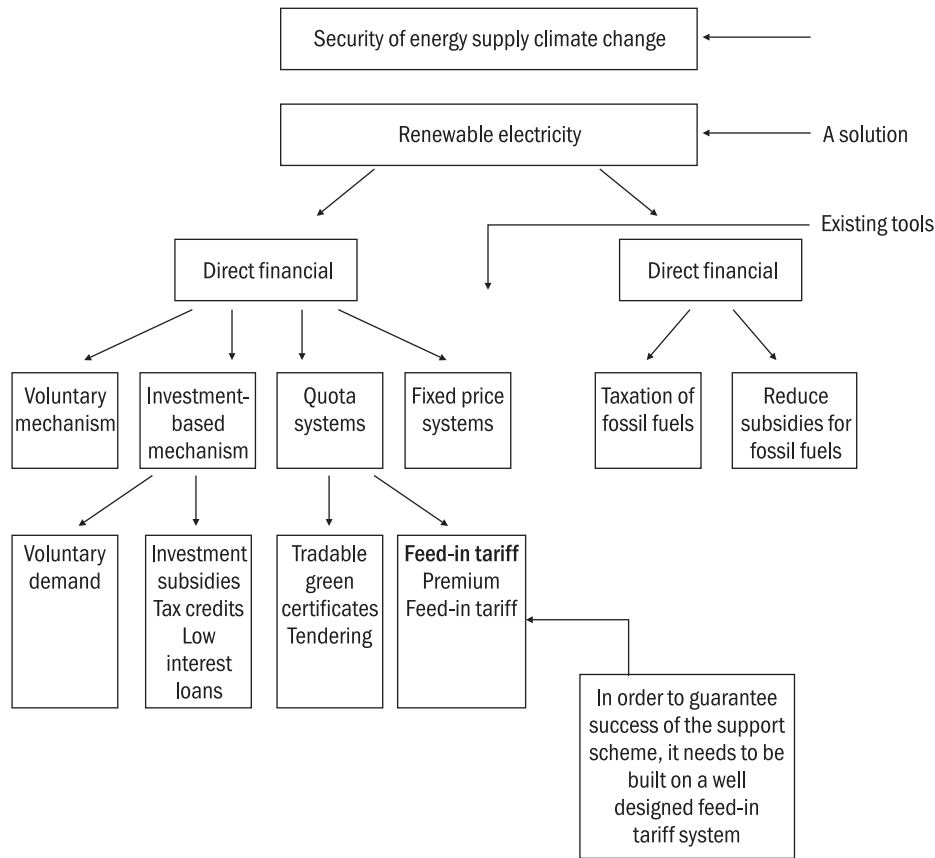 Security of energy supply climate change
Renewable electricity
A solution
Existing tools
Direct financial
Direct financial
Voluntary
mechanism
Investment-
based
mechanism
Quota
systems
Fixed price
systems
Taxation of
fossil fuels
Reduce
subsidies for
fossil fuels
Voluntary
demand
Investment
subsidies
Tax credits
Low
interest
loans
Tradable
green
certificates
Tendering
Feed-in tariff
Premium
Feed-in tariff
In order to guarantee
success of the support
scheme, it needs to be
built on a well
designed feed-in
tariff system